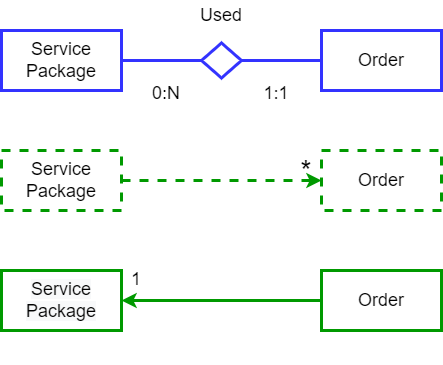 Used
Service
Package
Order
0:N
1:1
Service
Package
*
Order
1
Service
Package
Order